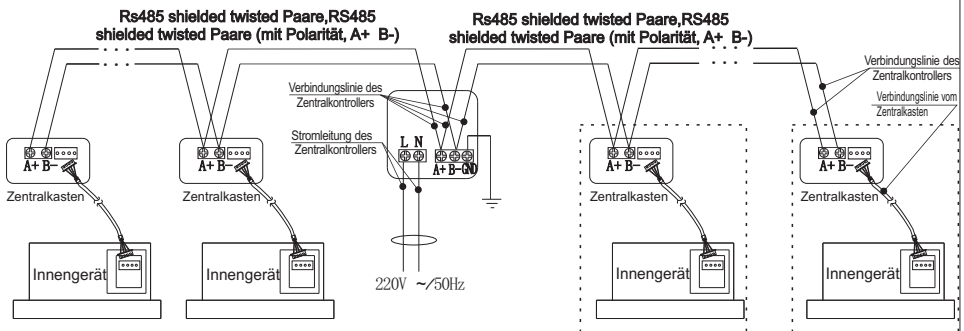 Rs485 shielded twisted Paare,RS485
shielded twisted Paare (mit Polarität, A+ B-)
Rs485 shielded twisted Paare,RS485
shielded twisted Paare (mit Polarität, A+ B-)
Verbindungslinie des
Zentralkontrollers
Verbindungslinie des
Zentralkontrollers
Verbindungslinie vom
Zentralkasten
Stromleitung des
Zentralkontrollers
L N
A+ B- GND
A+ B-
A+ B-
A+ B-
A+ B-
Zentralkasten
Zentralkasten
Zentralkasten
Zentralkasten
Innengerät
Innengerät
Innengerät
Innengerät
220V ~/50Hz